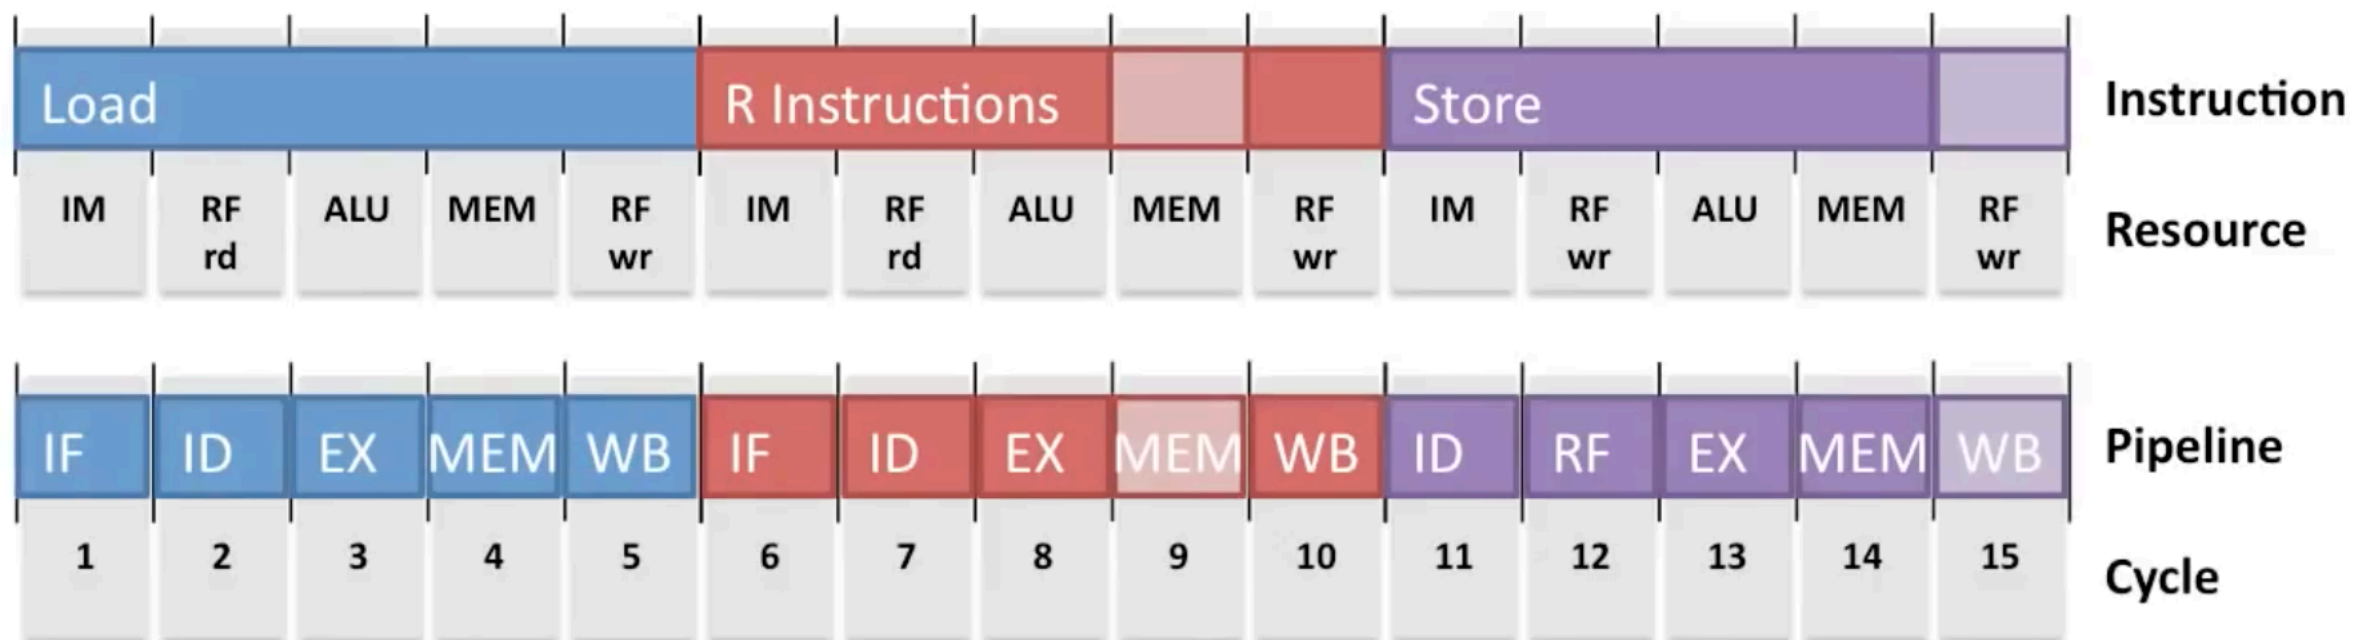 Load R Instructions Store Instruction
IM RF rd ALU MEM RF wr IM RF rd ALU MEM RF wr IM RF wr ALU MEM RF wr Resource
IF ID EX MEM WB IF ID EX MEM WB ID RF EX MEM WB Pipeline
1 2 3 4 5 6 7 8 9 10 11 12 13 14 15 Cycle